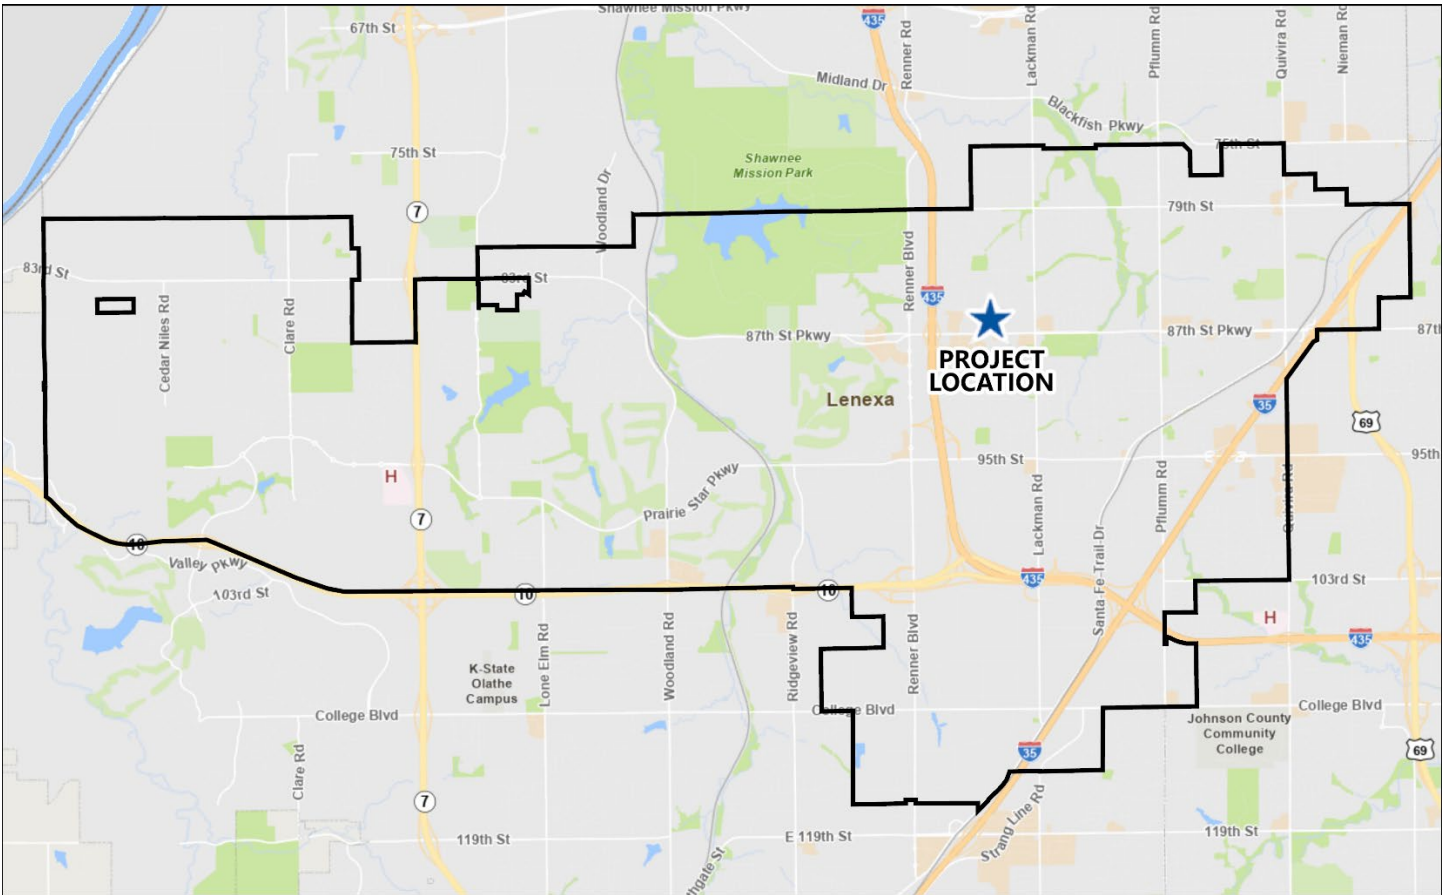 Shawnee Mission Pkwy
67th St
435
Renner Rd
Lackman Rd
Pflumm Rd
Quivira Rd
Nieman Rd
Midland Dr
Blackfish Pkwy
75th St
75th St
Shawnee
Mission Park
Woodland Dr
7
79th St
83rd St
83rd St
Renner Blvd
435
Cedar Niles Rd
Clare Rd
87th St Pkwy
87th St Pkwy
87th
PROJECT
LOCATION
Lenexa
35
69
95th St
95th
H
Prairie Star Pkwy
Lackman Rd
Pflumm Rd
Quivira Rd
7
10
Valley Pkwy
Santa-Fe-Trail-Dr
435
103rd St
103rd St
10
10
H
435
Lone Elm Rd
Woodland Rd
Ridgeview Rd
Renner Blvd
K-State
Olathe
Campus
College Blvd
College Blvd
College Blvd
Johnson County
Community
College
Clare Rd
35
69
7
Strang Line Rd
119th St
E 119th St
119th St
hgate St